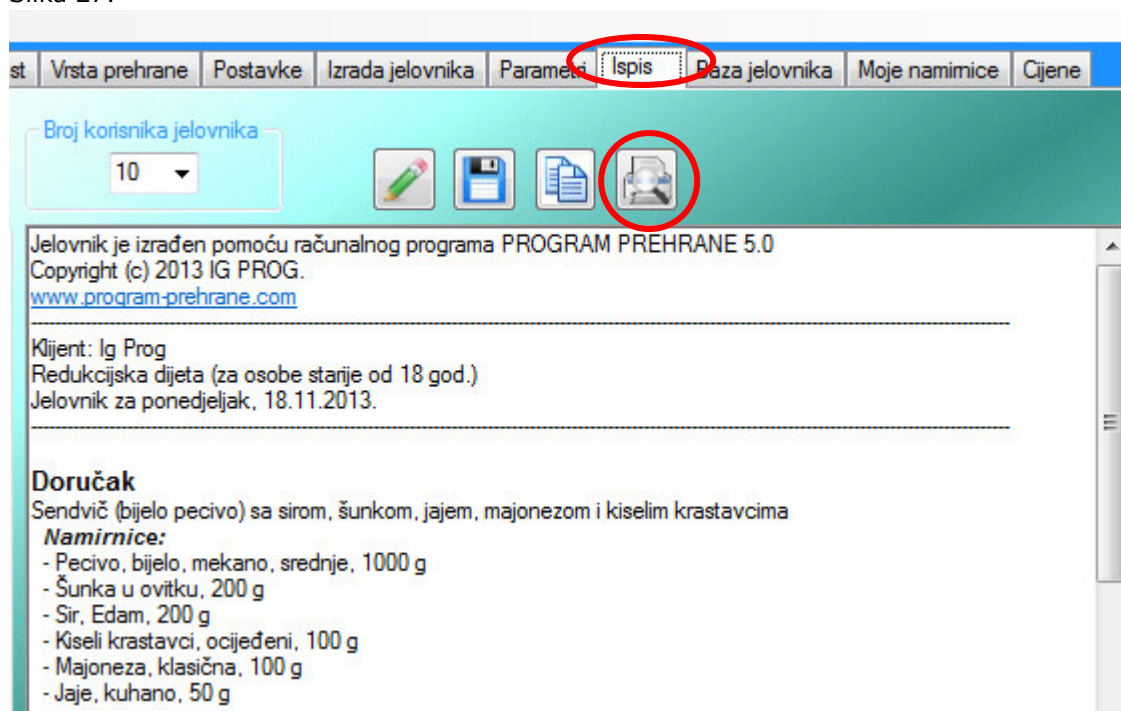 st Vrsta prehrane Postavke Izrada jelovnika Parametri Ispis Baza jelovnika Moje namirnice Cijene
Broj korisnika jelovnika
10
Jelovnik je izrađen pomoću računalnog programa PROGRAM PREHRANE 5.0
Copyright (c) 2013 IG PROG.
www.program-prehrane.com
Klijent: Ig Prog
Redukcijska dijeta (za osobe starije od 18 god.)
Jelovnik za ponedjeljak, 18.11.2013.
Doručak
Sendvič (bijelo pecivo) sa sirom, šunkom, jajem, majonezom i kiselim krastavcima
Namirnice:
- Pecivo, bijelo, mekano, srednje, 1000 g
- Šunka u ovitku, 200 g
- Sir, Edam, 200 g
- Kiseli krastavci, ocijeđeni, 100 g
- Majoneza, klasična, 100 g
- Jaje, kuhano, 50 g